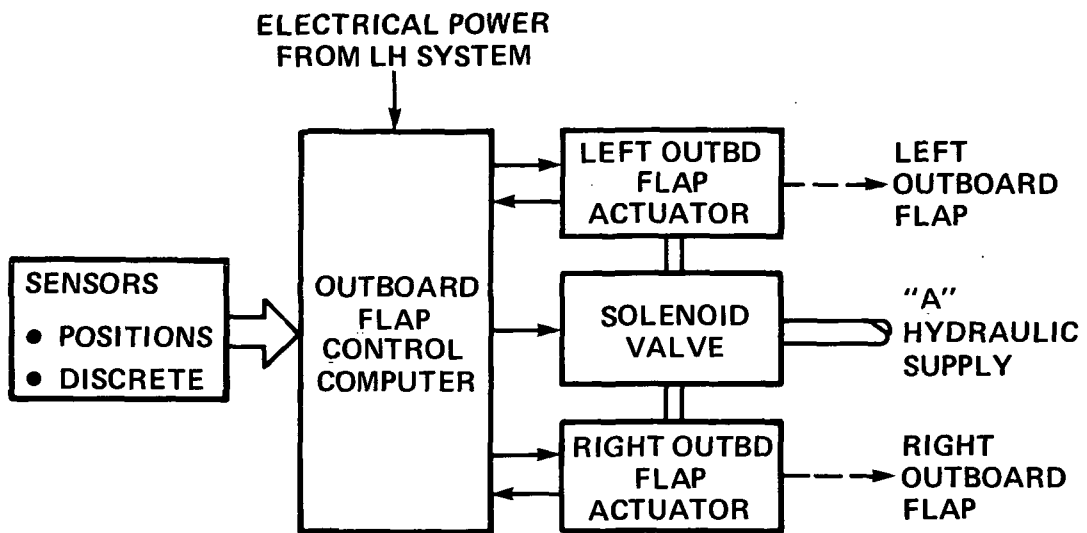 ELECTRICAL POWER
FROM LH SYSTEM
SENSORS
● POSITIONS
● DISCRETE
OUTBOARD
FLAP
CONTROL
COMPUTER
LEFT OUTBD
FLAP
ACTUATOR
LEFT
OUTBOARD
FLAP
SOLENOID
VALVE
"A"
HYDRAULIC
SUPPLY
RIGHT OUTBD
FLAP
ACTUATOR
RIGHT
OUTBOARD
FLAP